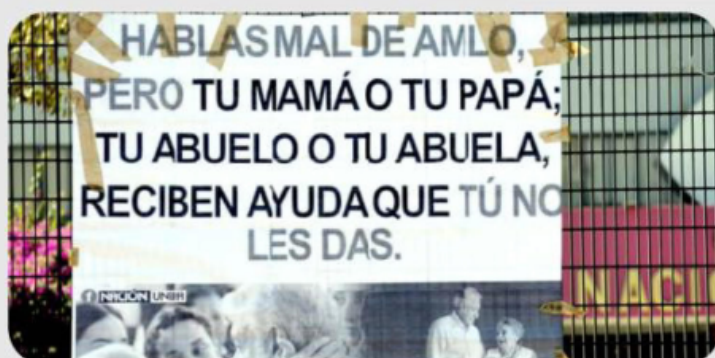 HABLAS MAL DE AMLO,
PERO TU MAMÁ O TU PAPÁ;
TU ABUELO O TU ABUELA,
RECIBEN AYUDA QUE TÚ NO
LES DAS.
NACIÓN UNIDA
NACIO